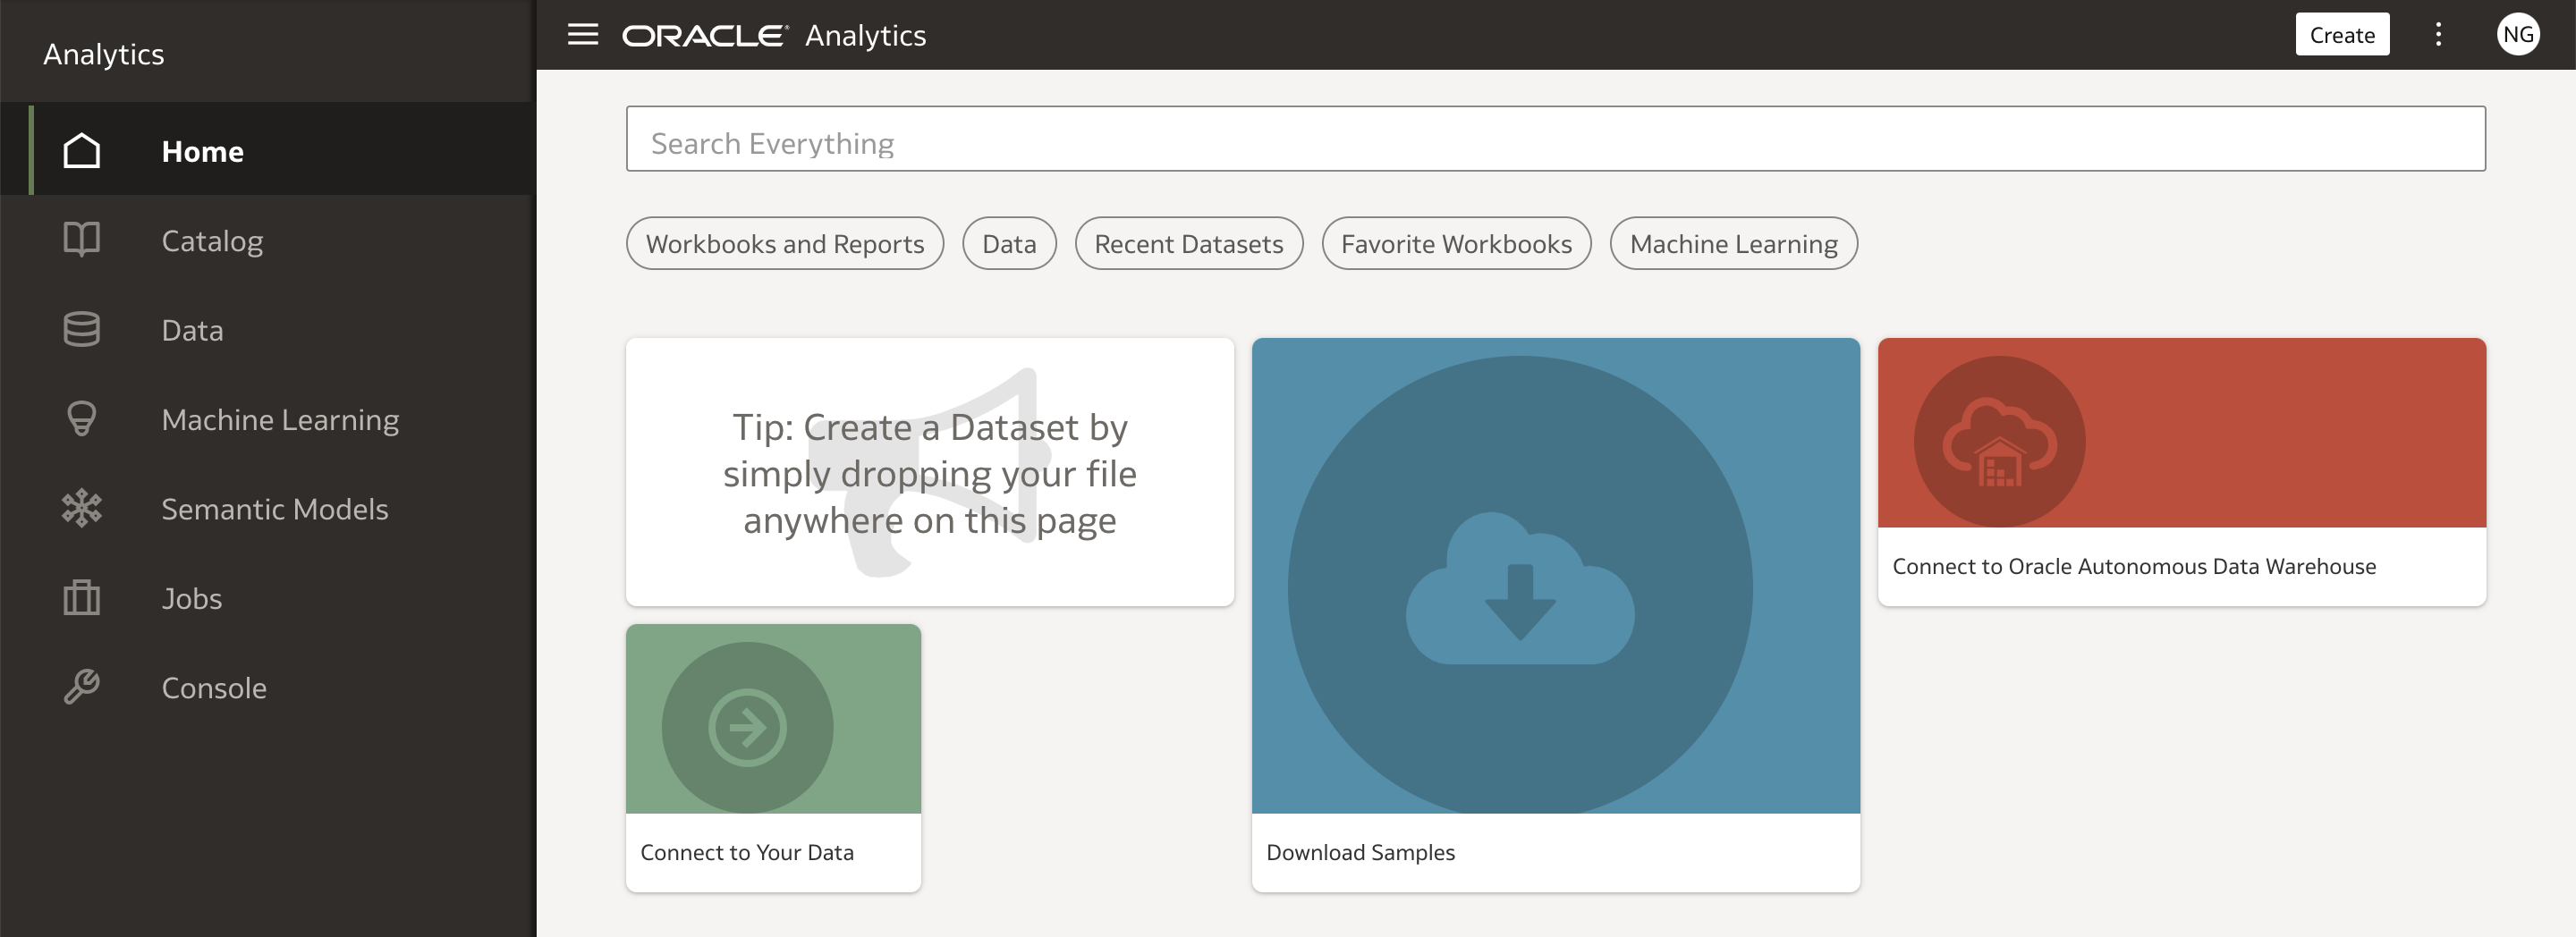 Analytics
Home
Catalog
Data
Machine Learning
Semantic Models
Jobs
Console
ORACLE® Analytics
Create
NG
Search Everything
Workbooks and Reports
Data
Recent Datasets
Favorite Workbooks
Machine Learning
Tip: Create a Dataset by
simply dropping your file
anywhere on this page
Connect to Oracle Autonomous Data Warehouse
Connect to Your Data
Download Samples